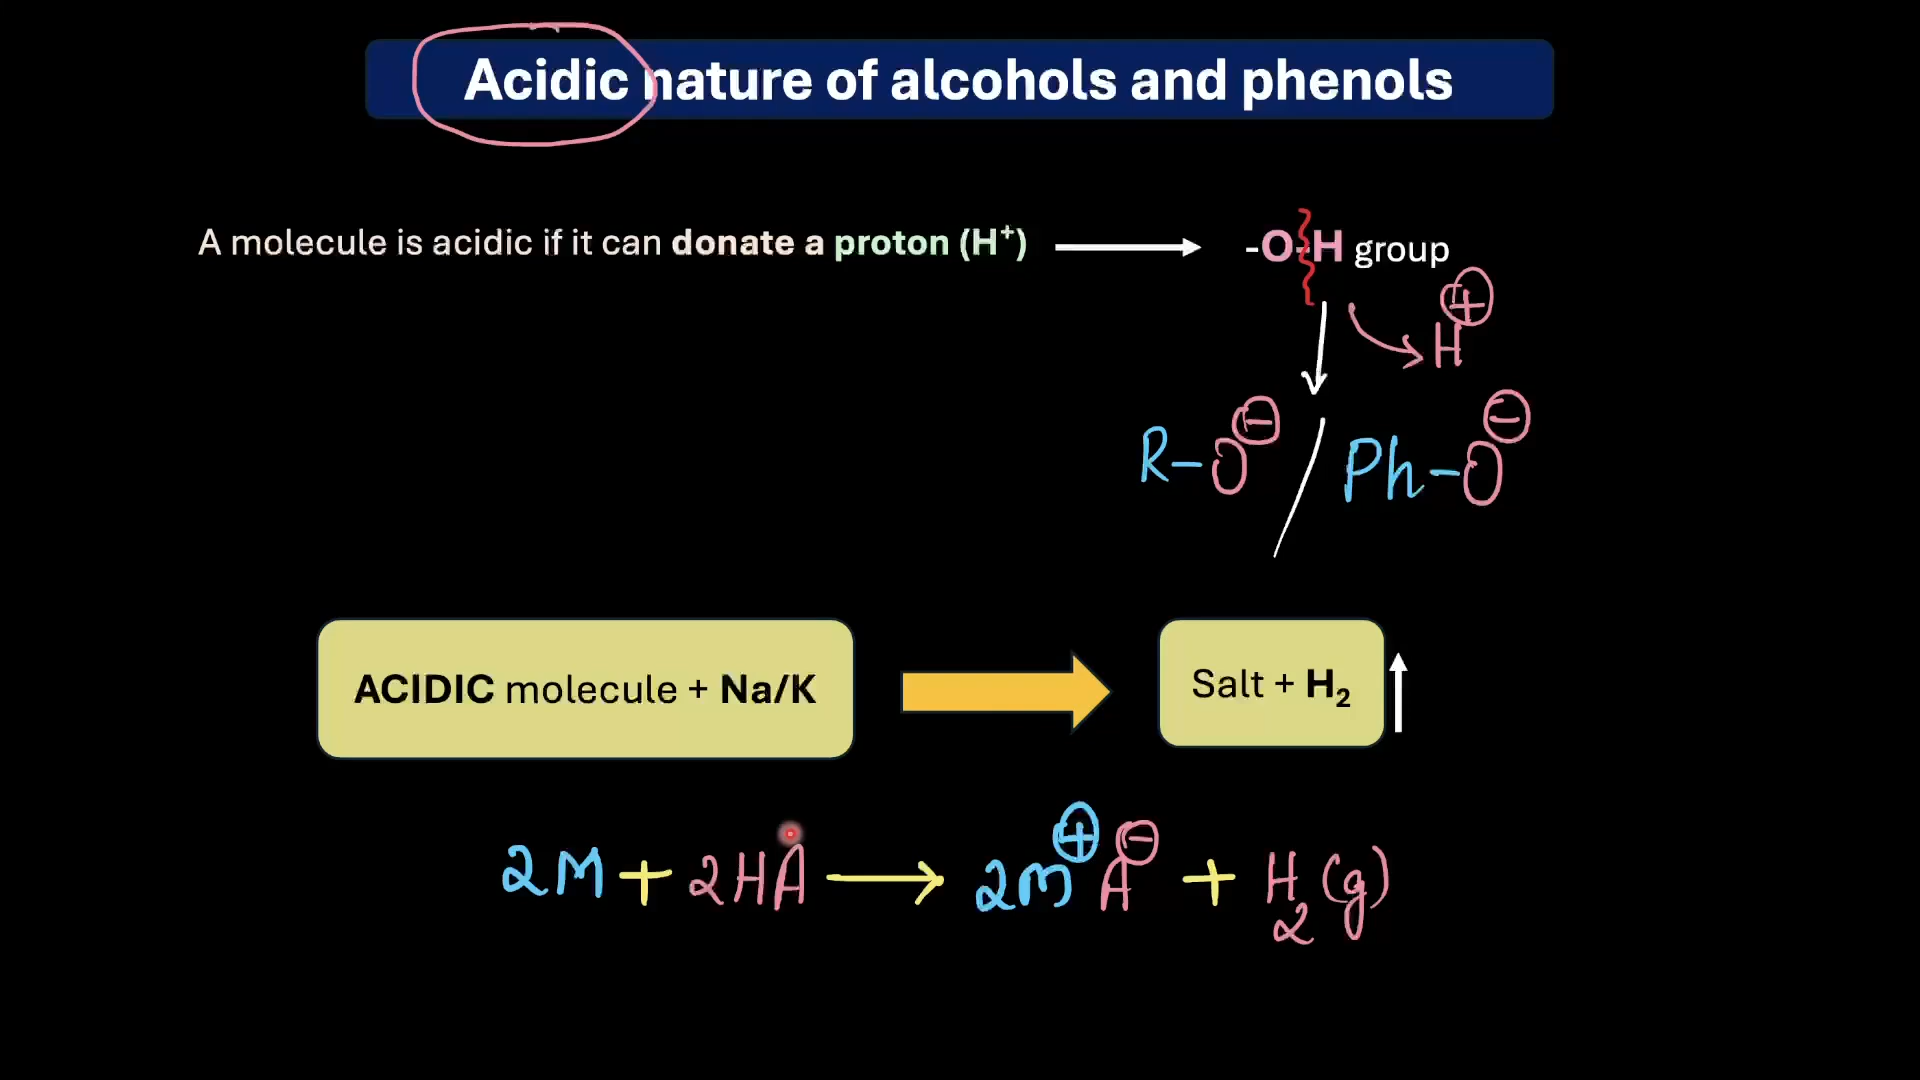 Acidic nature of alcohols and phenols
A molecule is acidic if it can donate a proton (H⁺)
-O-H group
H⊕
R-O⊖ / Ph-O⊖
ACIDIC molecule + Na/K
Salt + H₂
2M + 2HA → 2M⊕ A⊖ + H₂(g)